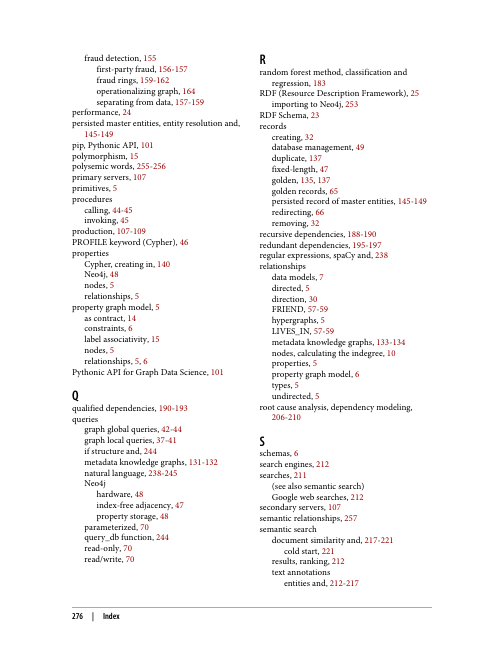 fraud detection, 155
first-party fraud, 156-157
fraud rings, 159-162
operationalizing graph, 164
separating from data, 157-159
performance, 24
persisted master entities, entity resolution and,
145-149
pip, Pythonic API, 101
polymorphism, 15
polysemic words, 255-256
primary servers, 107
primitives, 5
procedures
calling, 44-45
invoking, 45
production, 107-109
PROFILE keyword (Cypher), 46
properties
Cypher, creating in, 140
Neo4j, 48
nodes, 5
relationships, 5
property graph model, 5
as contract, 14
constraints, 6
label associativity, 15
nodes, 5
relationships, 5, 6
Pythonic API for Graph Data Science, 101
Q
qualified dependencies, 190-193
queries
graph global queries, 42-44
graph local queries, 37-41
if structure and, 244
metadata knowledge graphs, 131-132
natural language, 238-245
Neo4j
hardware, 48
index-free adjacency, 47
property storage, 48
parameterized, 70
query_db function, 244
read-only, 70
read/write, 70
R
random forest method, classification and
regression, 183
RDF (Resource Description Framework), 25
importing to Neo4j, 253
RDF Schema, 23
records
creating, 32
database management, 49
duplicate, 137
fixed-length, 47
golden, 135, 137
golden records, 65
persisted record of master entities, 145-149
redirecting, 66
removing, 32
recursive dependencies, 188-190
redundant dependencies, 195-197
regular expressions, spaCy and, 238
relationships
data models, 7
directed, 5
direction, 30
FRIEND, 57-59
hypergraphs, 5
LIVES_IN, 57-59
metadata knowledge graphs, 133-134
nodes, calculating the indegree, 10
properties, 5
property graph model, 6
types, 5
undirected, 5
root cause analysis, dependency modeling,
206-210
S
schemas, 6
search engines, 212
searches, 211
(see also semantic search)
Google web searches, 212
secondary servers, 107
semantic relationships, 257
semantic search
document similarity and, 217-221
cold start, 221
results, ranking, 212
text annotations
entities and, 212-217
276 | Index